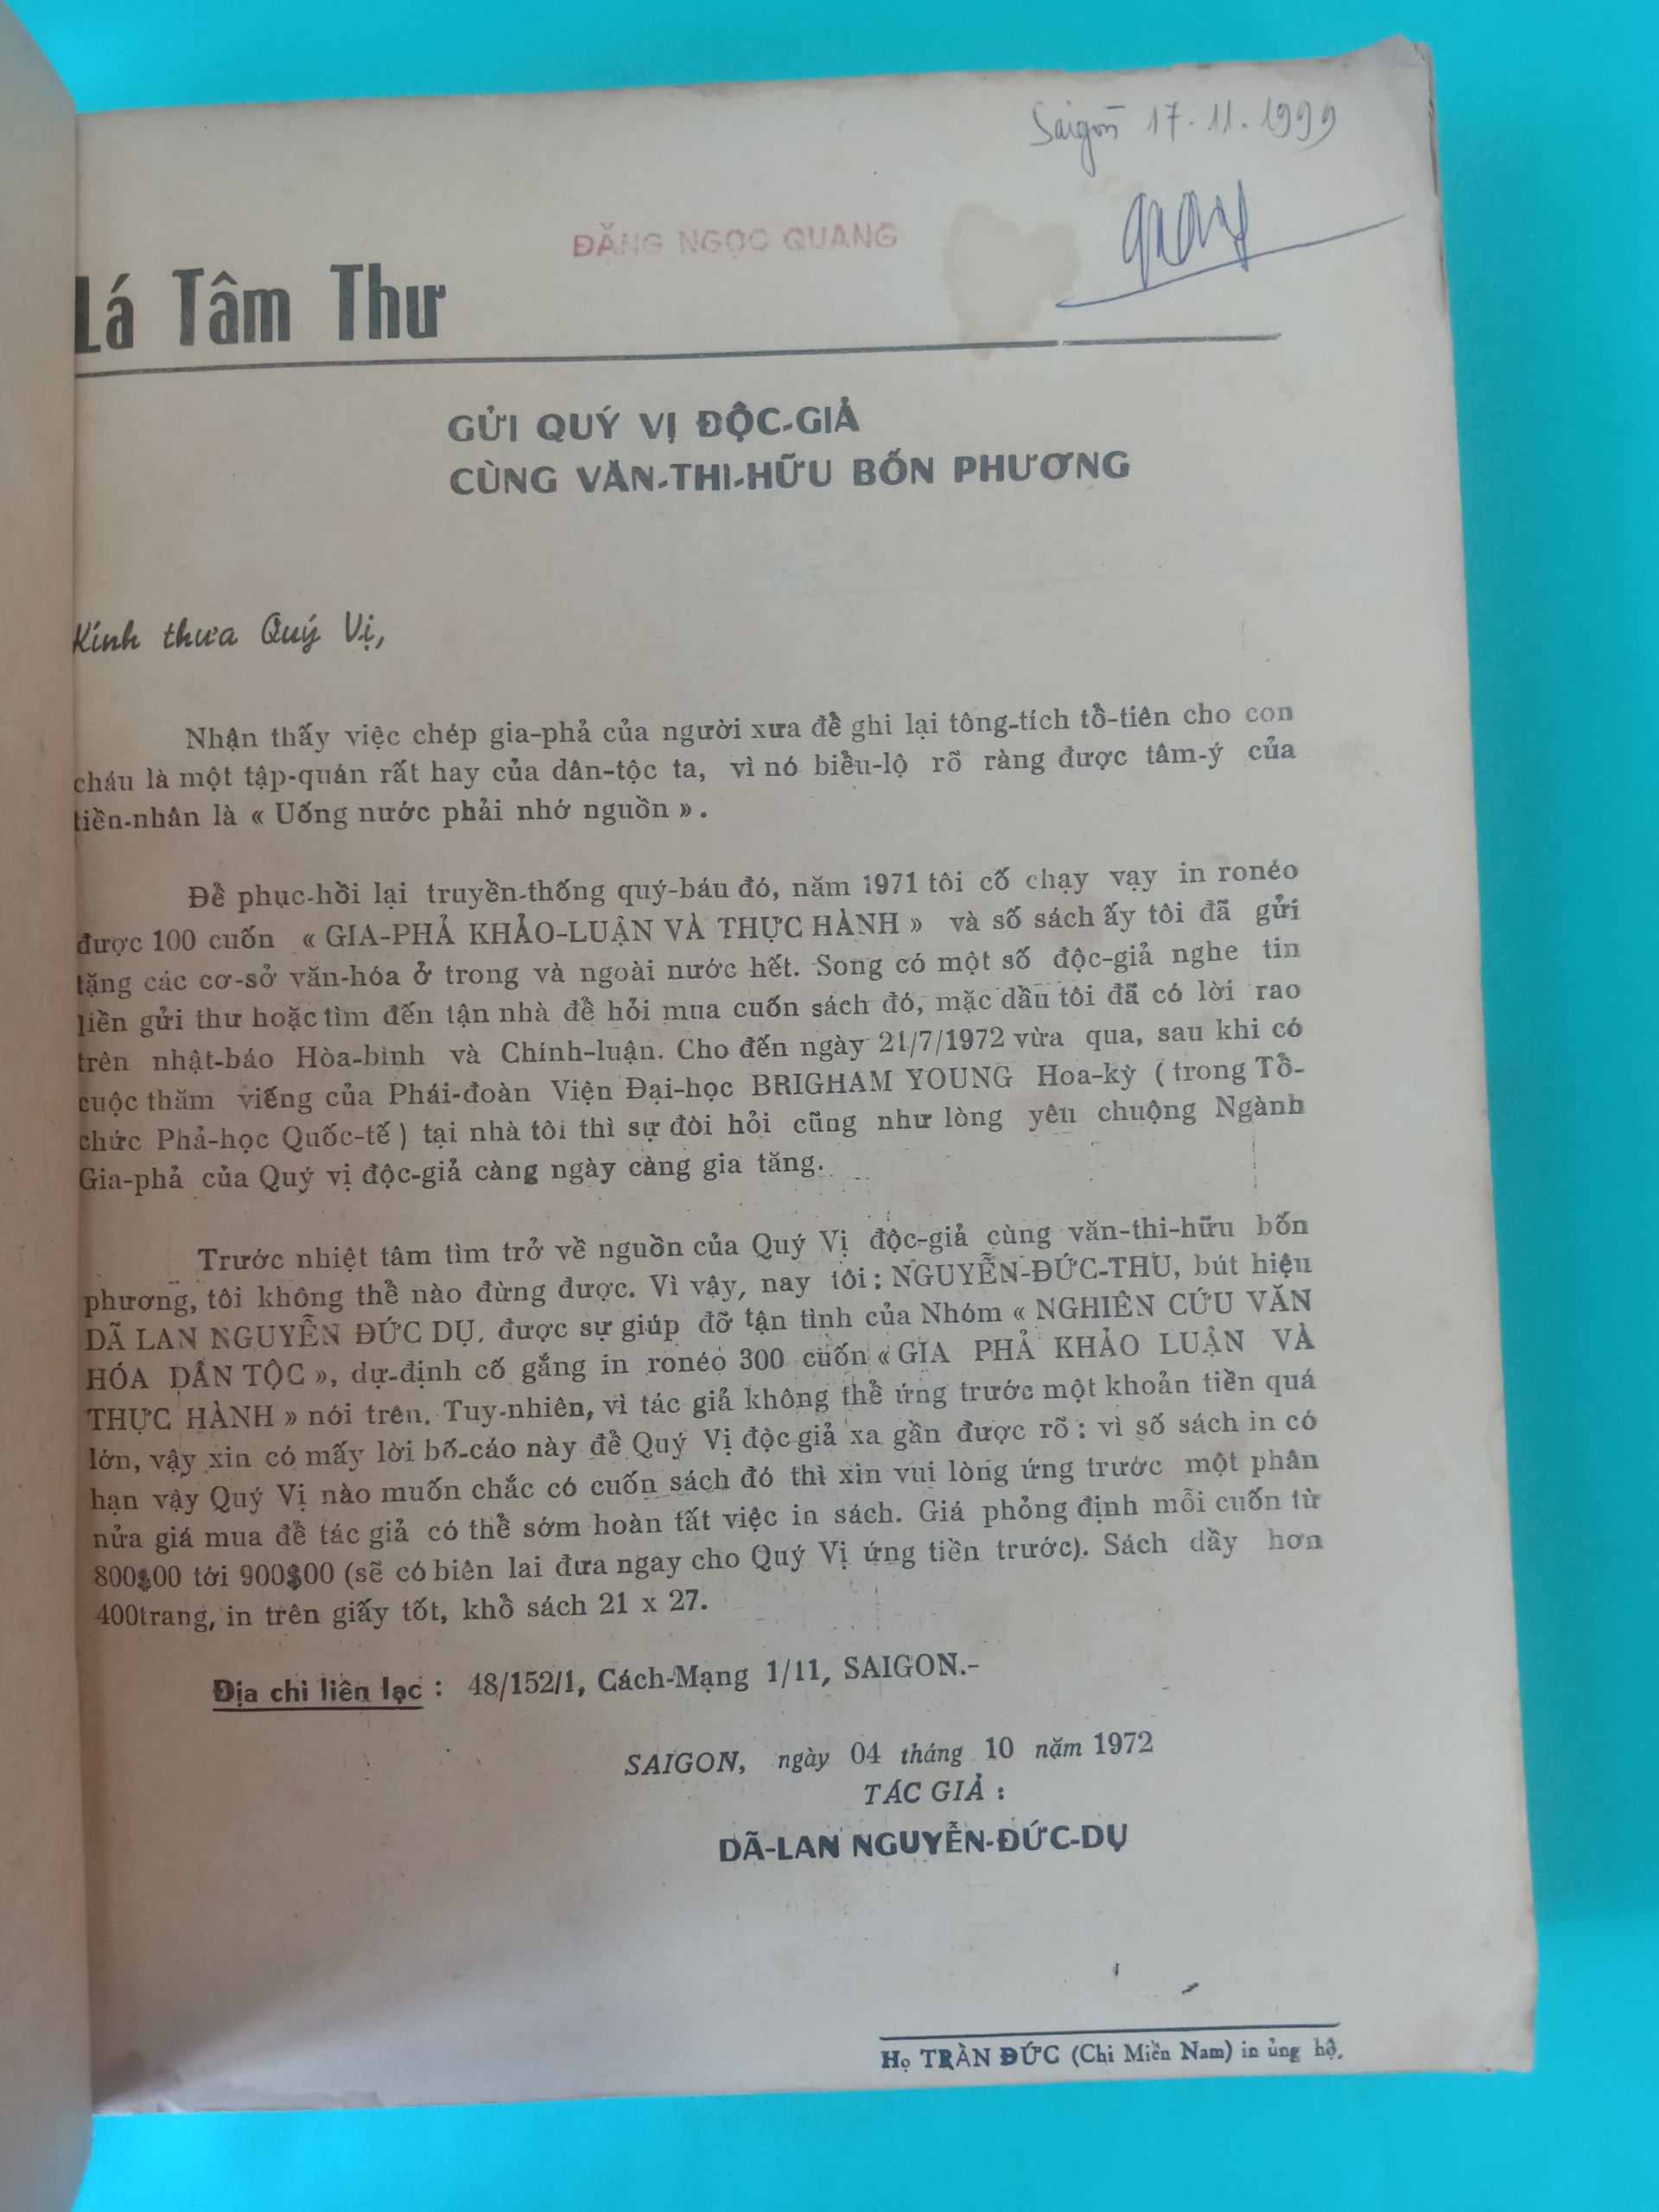 Saigon 17.11.1999
Quang
ĐẶNG NGỌC QUANG
Lá Tâm Thư
GỬI QUÝ VỊ ĐỘC-GIẢ
CÙNG VĂN-THI-HỮU BỐN PHƯƠNG
Kính thưa Quý Vị,
Nhận thấy việc chép gia-phả của người xưa để ghi lại tông-tích tổ-tiên cho con
cháu là một tập-quán rất hay của dân-tộc ta, vì nó biểu-lộ rõ ràng được tâm-ý của
tiền-nhân là « Uống nước phải nhớ nguồn ».
Để phục-hồi lại truyền-thống quý-báu đó, năm 1971 tôi cố chạy vạy in ronéo
được 100 cuốn « GIA-PHẢ KHẢO-LUẬN VÀ THỰC HÀNH » và số sách ấy tôi đã gửi
tặng các cơ-sở văn-hóa ở trong và ngoài nước hết. Song có một số độc-giả nghe tin
liền gửi thư hoặc tìm đến tận nhà để hỏi mua cuốn sách đó, mặc dầu tôi đã có lời rao
trên nhật-báo Hòa-bình và Chính-luận. Cho đến ngày 21/7/1972 vừa qua, sau khi có
cuộc thăm viếng của Phái-đoàn Viện Đại-học BRIGHAM YOUNG Hoa-kỳ ( trong Tổ-
chức Phả-học Quốc-tế ) tại nhà tôi thì sự đòi hỏi cũng như lòng yêu chuộng Ngành
Gia-phả của Quý vị độc-giả càng ngày càng gia tăng.
Trước nhiệt tâm tìm trở về nguồn của Quý Vị độc-giả cùng văn-thi-hữu bốn
phương, tôi không thể nào đừng được. Vì vậy, nay tôi : NGUYỄN-ĐỨC-THU, bút hiệu
DÃ LAN NGUYỄN ĐỨC DỤ. được sự giúp đỡ tận tình của Nhóm « NGHIÊN CỨU VĂN
HÓA DÂN TỘC », dự-định cố gắng in ronéo 300 cuốn « GIA PHẢ KHẢO LUẬN VÀ
THỰC HÀNH » nói trên. Tuy-nhiên, vì tác giả không thể ứng trước một khoản tiền quá
lớn, vậy xin có mấy lời bố-cáo này để Quý Vị độc giả xa gần được rõ : vì số sách in có
hạn vậy Quý Vị nào muốn chắc có cuốn sách đó thì xin vui lòng ứng trước một phân
nửa giá mua để tác giả có thể sớm hoàn tất việc in sách. Giá phỏng định mỗi cuốn từ
800$00 tới 900$00 (sẽ có biên lai đưa ngay cho Quý Vị ứng tiền trước). Sách dầy hơn
400trang, in trên giấy tốt, khổ sách 21 x 27.
Địa chỉ liên lạc : 48/152/1, Cách-Mạng 1/11, SAIGON.-
SAIGON, ngày 04 tháng 10 năm 1972
TÁC GIẢ :
DÃ-LAN NGUYỄN-ĐỨC-DỤ
Họ TRẦN ĐỨC (Chi Miền Nam) in ủng hộ.